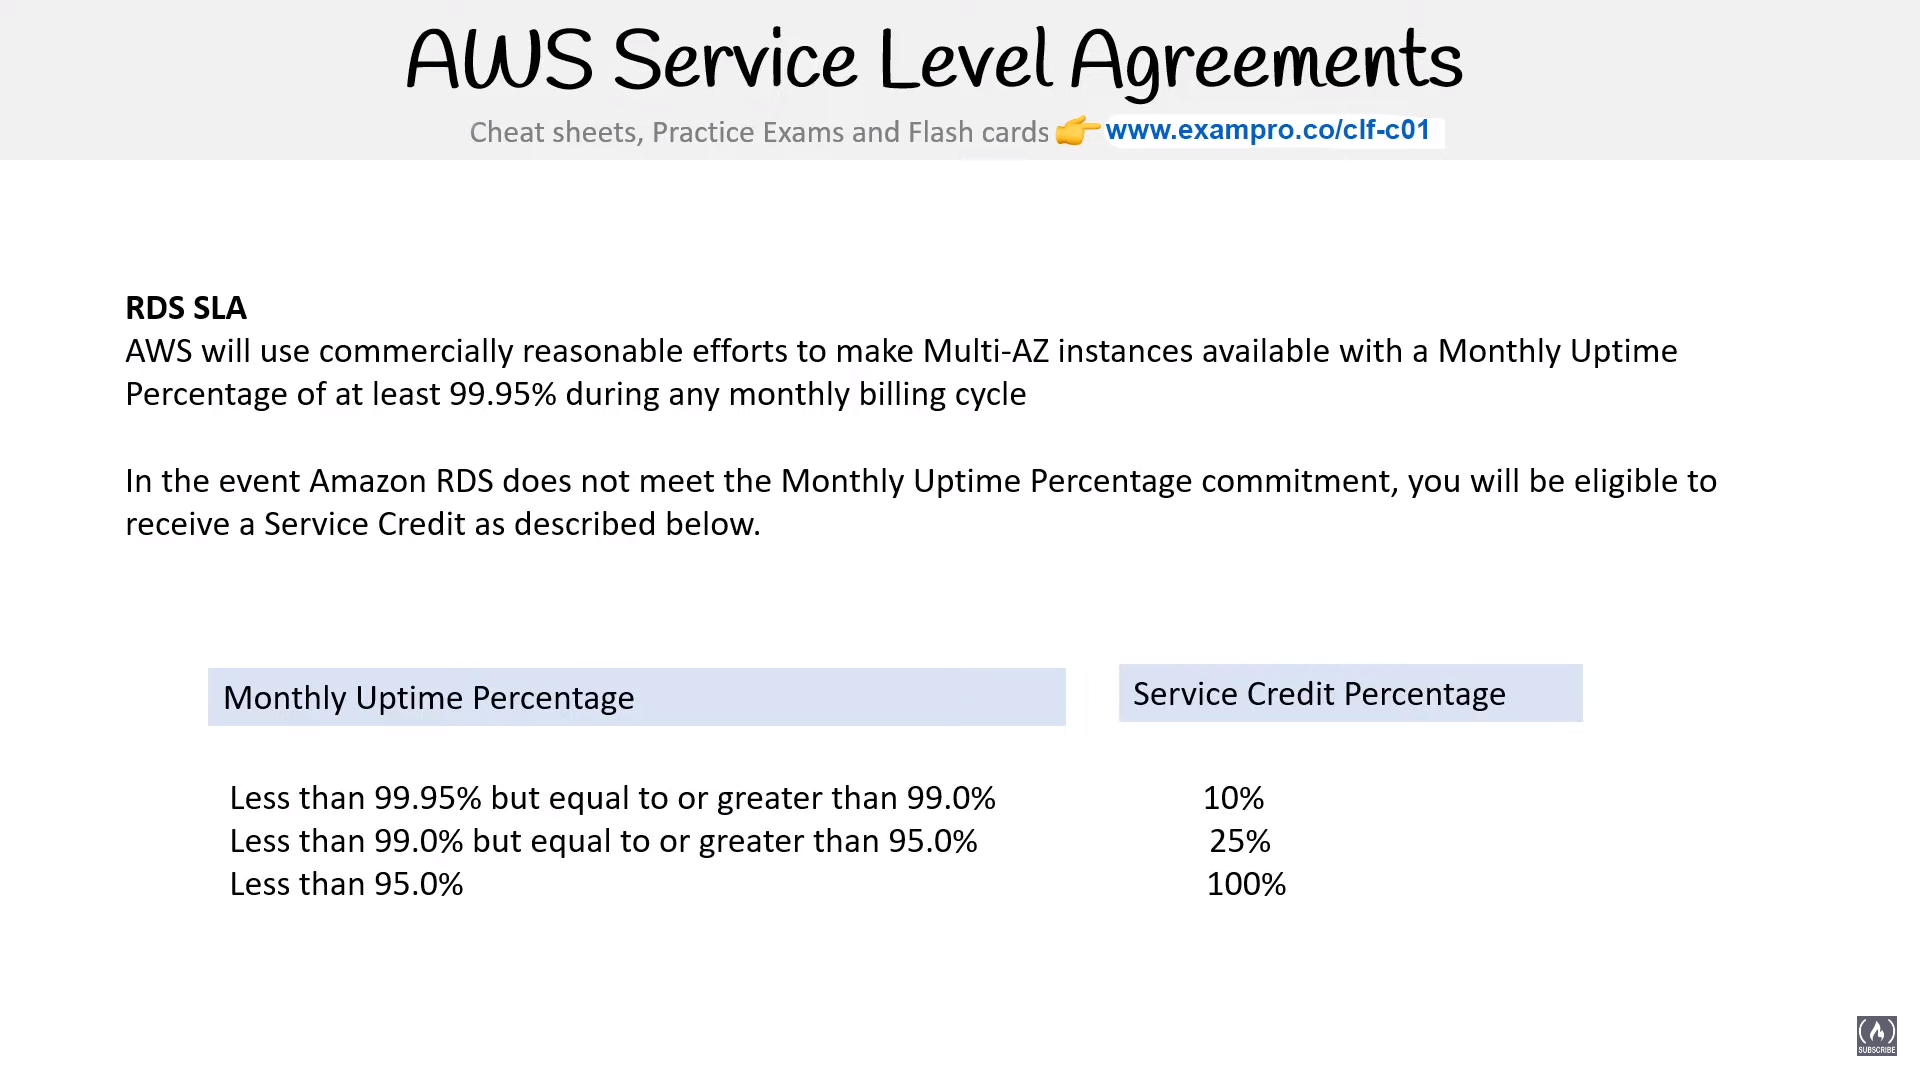 AWS Service Level Agreements
Cheat sheets, Practice Exams and Flash cards 👉 www.exampro.co/clf-c01
RDS SLA
AWS will use commercially reasonable efforts to make Multi-AZ instances available with a Monthly Uptime
Percentage of at least 99.95% during any monthly billing cycle
In the event Amazon RDS does not meet the Monthly Uptime Percentage commitment, you will be eligible to
receive a Service Credit as described below.
Monthly Uptime Percentage Service Credit Percentage
Less than 99.95% but equal to or greater than 99.0% 10%
Less than 99.0% but equal to or greater than 95.0% 25%
Less than 95.0% 100%
SUBSCRIBE